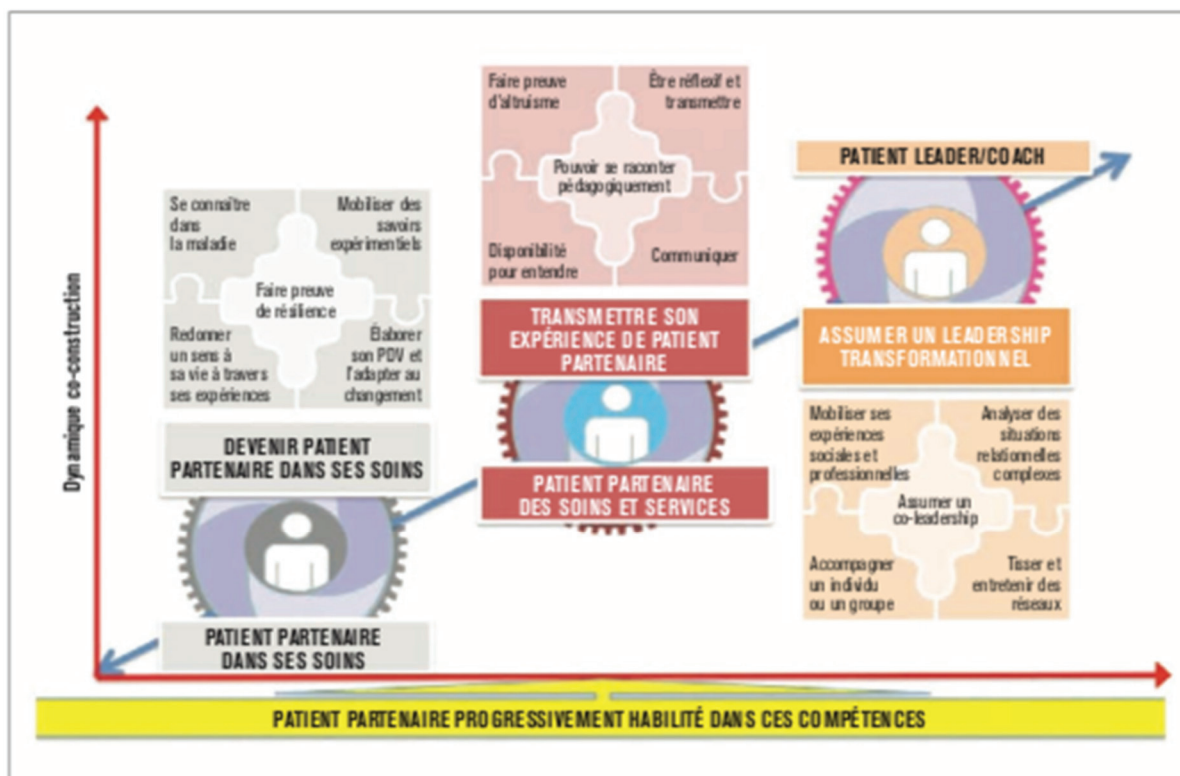 Dynamique co-construction
Se connaître
dans
la maladie
Mobiliser des
savoirs
expérimentiels
Faire preuve
de résilience
Redonner
un sens à
sa vie à travers
ses expériences
Élaborer
son PDV et
l'adapter au
changement
DEVENIR PATIENT
PARTENAIRE DANS SES SOINS
PATIENT PARTENAIRE
DANS SES SOINS
Faire preuve
d'altruisme
Être réflexif et
transmettre
Pouvoir se raconter
pédagogiquement
Disponibilité
pour entendre
Communiquer
TRANSMETTRE SON
EXPÉRIENCE DE PATIENT
PARTENAIRE
PATIENT PARTENAIRE
DES SOINS ET SERVICES
PATIENT LEADER/COACH
ASSUMER UN LEADERSHIP
TRANSFORMATIONNEL
Mobiliser ses
expériences
sociales et
professionnelles
Analyser des
situations
relationnelles
complexes
Assumer un
co-leadership
Accompagner
un individu
ou un groupe
Tisser et
entretenir des
réseaux
PATIENT PARTENAIRE PROGRESSIVEMENT HABILITÉ DANS CES COMPÉTENCES